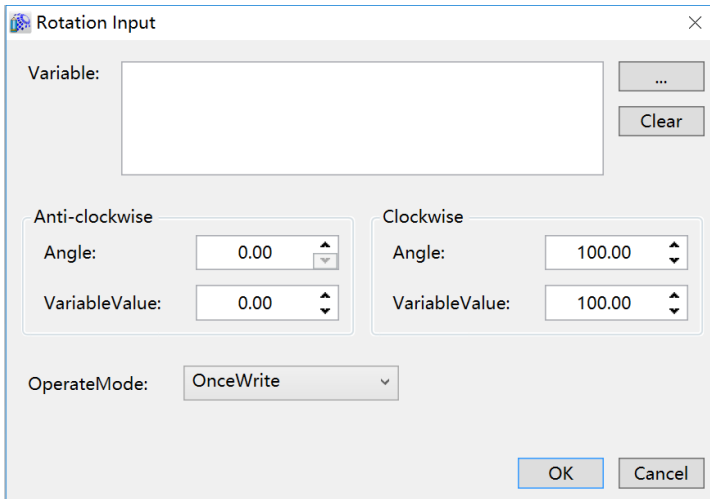 Rotation Input
Variable:
...
Clear
Anti-clockwise
Clockwise
Angle: 0.00
Angle: 100.00
VariableValue: 0.00
VariableValue: 100.00
OperateMode: OnceWrite
OK Cancel